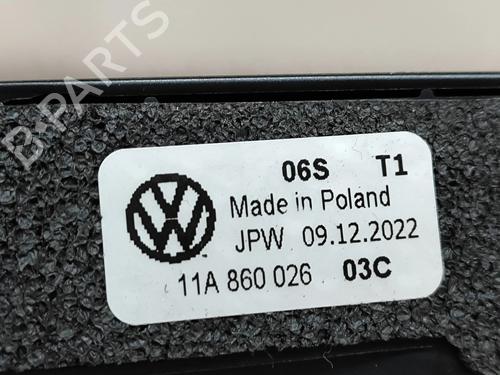 B-PARTS
06S T1
Made in Poland
JPW 09.12.2022
11A 860 026 03C